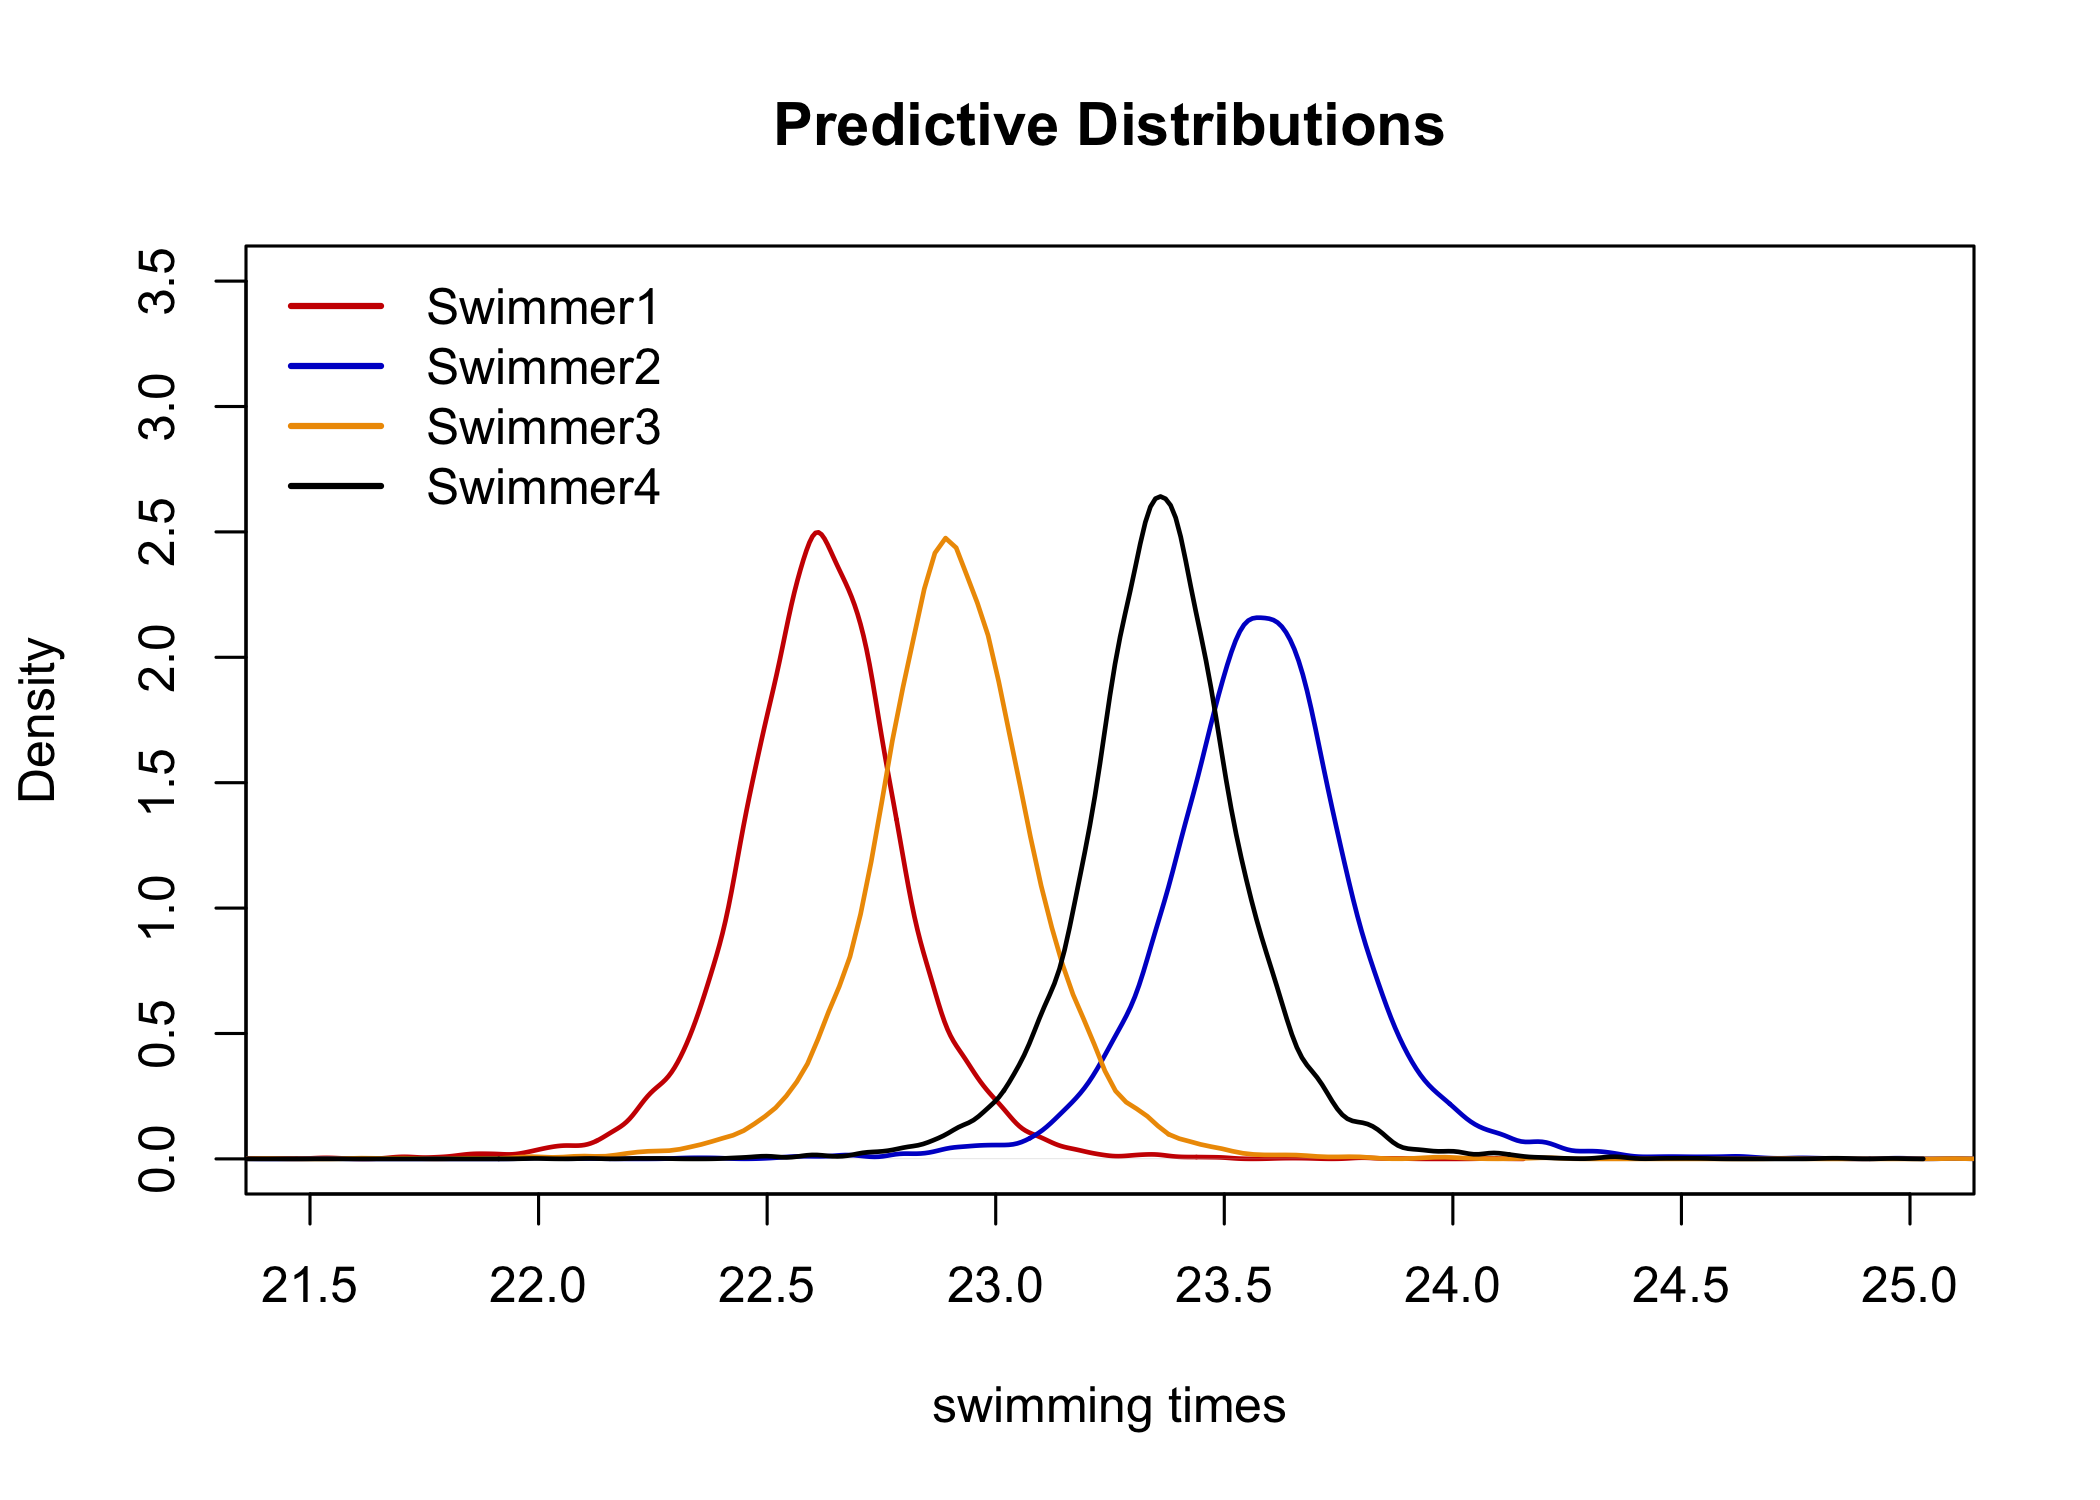 Predictive Distributions
Swimmer1
Swimmer2
Swimmer3
Swimmer4
Density
3.5
3.0
2.5
2.0
1.5
1.0
0.5
0.0
21.5 22.0 22.5 23.0 23.5 24.0 24.5 25.0
swimming times